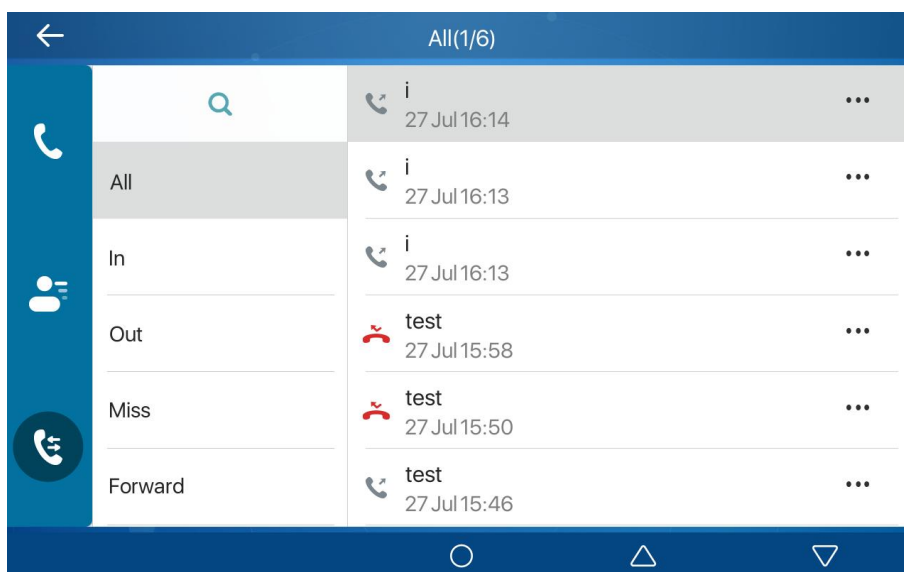 All(1/6)
All
In
Out
Miss
Forward
i
27 Jul 16:14
i
27 Jul 16:13
i
27 Jul 16:13
test
27 Jul 15:58
test
27 Jul 15:50
test
27 Jul 15:46